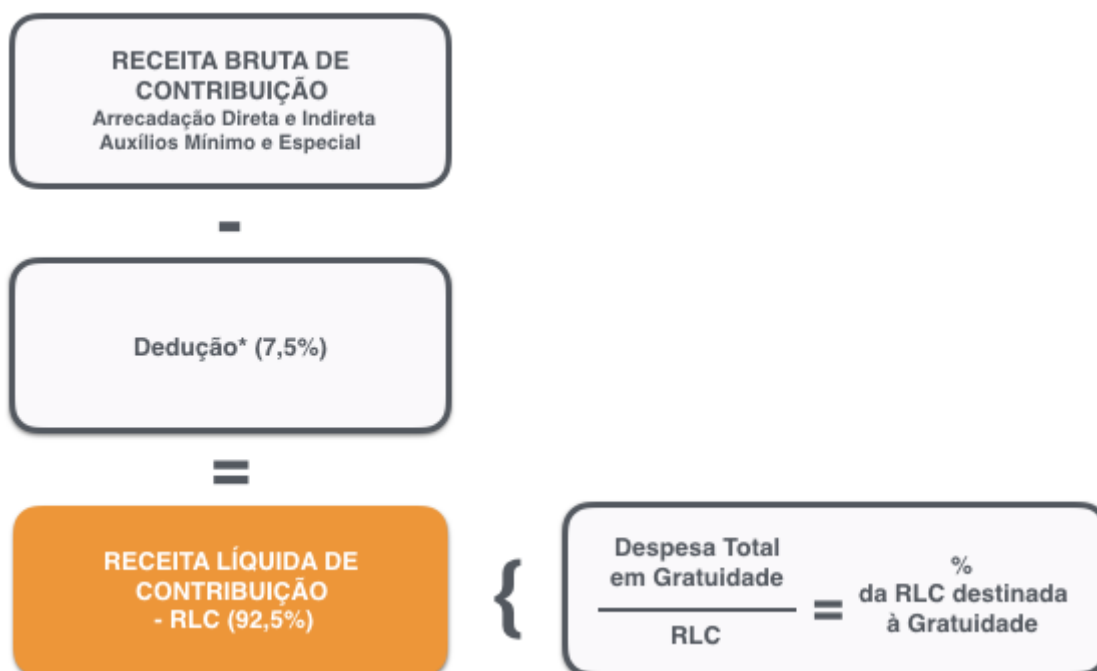 RECEITA BRUTA DE
CONTRIBUIÇÃO
Arrecadação Direta e Indireta
Auxílios Mínimo e Especial
-
Dedução* (7,5%)
=
RECEITA LÍQUIDA DE
CONTRIBUIÇÃO
- RLC (92,5%)
{
Despesa Total
em Gratuidade
RLC
=
%
da RLC destinada
à Gratuidade